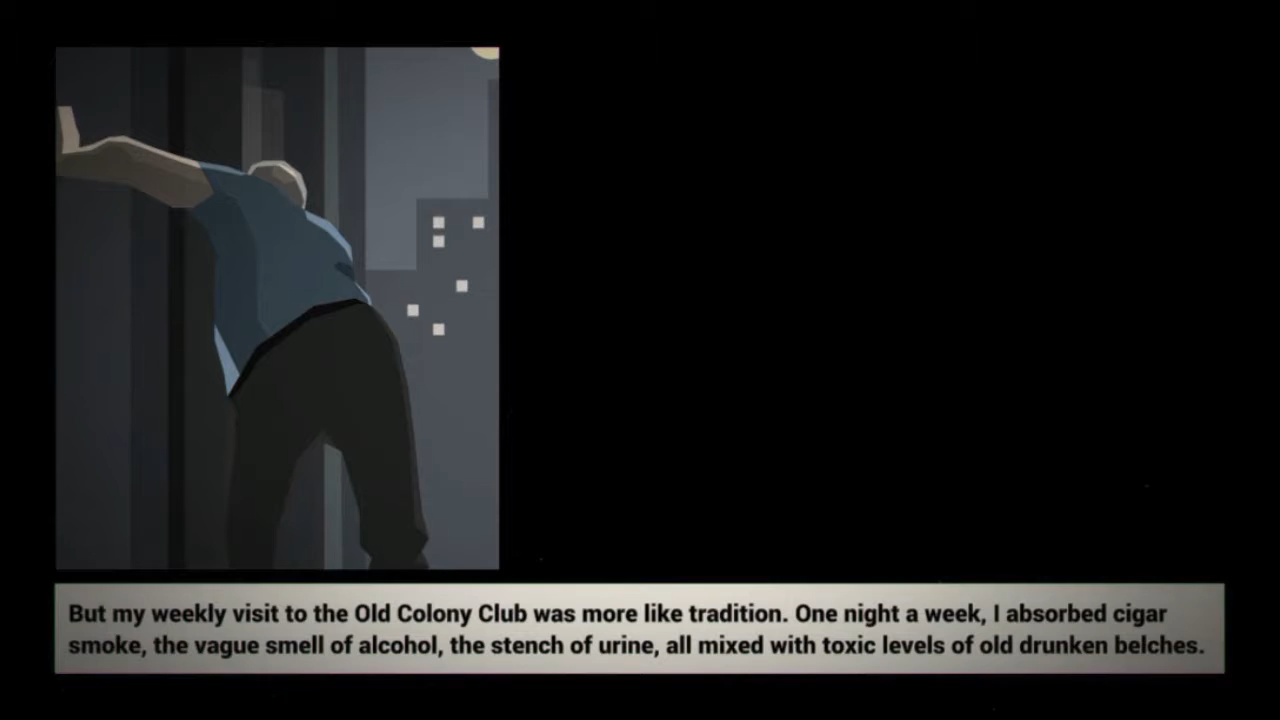 But my weekly visit to the Old Colony Club was more like tradition. One night a week, I absorbed cigar
smoke, the vague smell of alcohol, the stench of urine, all mixed with toxic levels of old drunken belches.